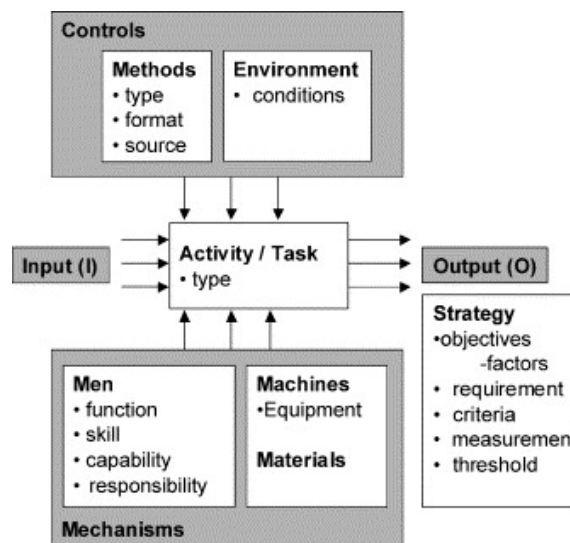 Controls
Methods
• type
• format
• source
Environment
• conditions
Input (I)
Activity / Task
• type
Output (O)
Strategy
•objectives
-factors
• requirement
• criteria
• measurement
• threshold
Men
• function
• skill
• capability
• responsibility
Machines
•Equipment
Materials
Mechanisms